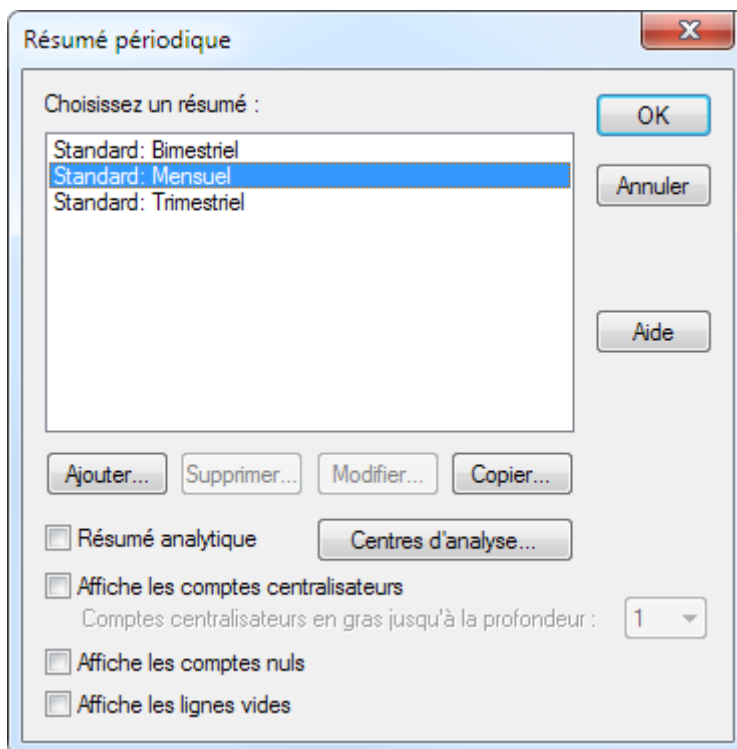 Résumé périodique
Choisissez un résumé :
OK
Standard: Bimestriel
Standard: Mensuel
Standard: Trimestriel
Annuler
Aide
Ajouter...
Supprimer...
Modifier...
Copier...
Résumé analytique
Centres d'analyse...
Affiche les comptes centralisateurs
Comptes centralisateurs en gras jusqu'à la profondeur :
1
Affiche les comptes nuls
Affiche les lignes vides